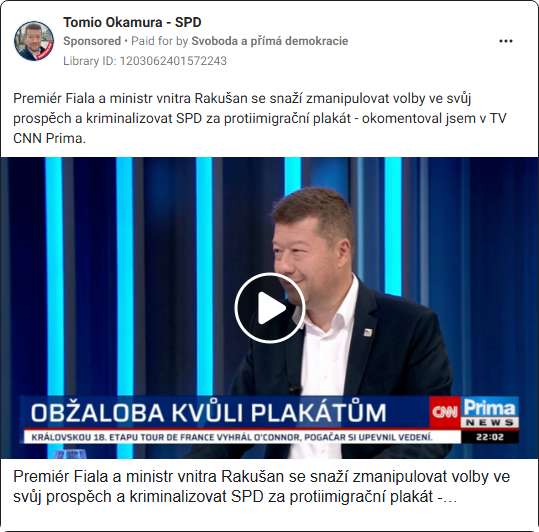 Tomio Okamura - SPD
Sponsored • Paid for by Svoboda a přímá demokracie
Library ID: 1203062401572243
Premiér Fiala a ministr vnitra Rakušan se snaží zmanipulovat volby ve svůj
prospěch a kriminalizovat SPD za protiimigrační plakát - okomentoval jsem v TV
CNN Prima.
OBŽALOBA KVŮLI PLAKÁTŮM
CNN Prima
NEWS
KRÁLOVSKOU 18. ETAPU TOUR DE FRANCE VYHRÁL O'CONNOR, POGAČAR SI UPEVNIL VEDENÍ.
22:02
Premiér Fiala a ministr vnitra Rakušan se snaží zmanipulovat volby ve
svůj prospěch a kriminalizovat SPD za protiimigrační plakát -…